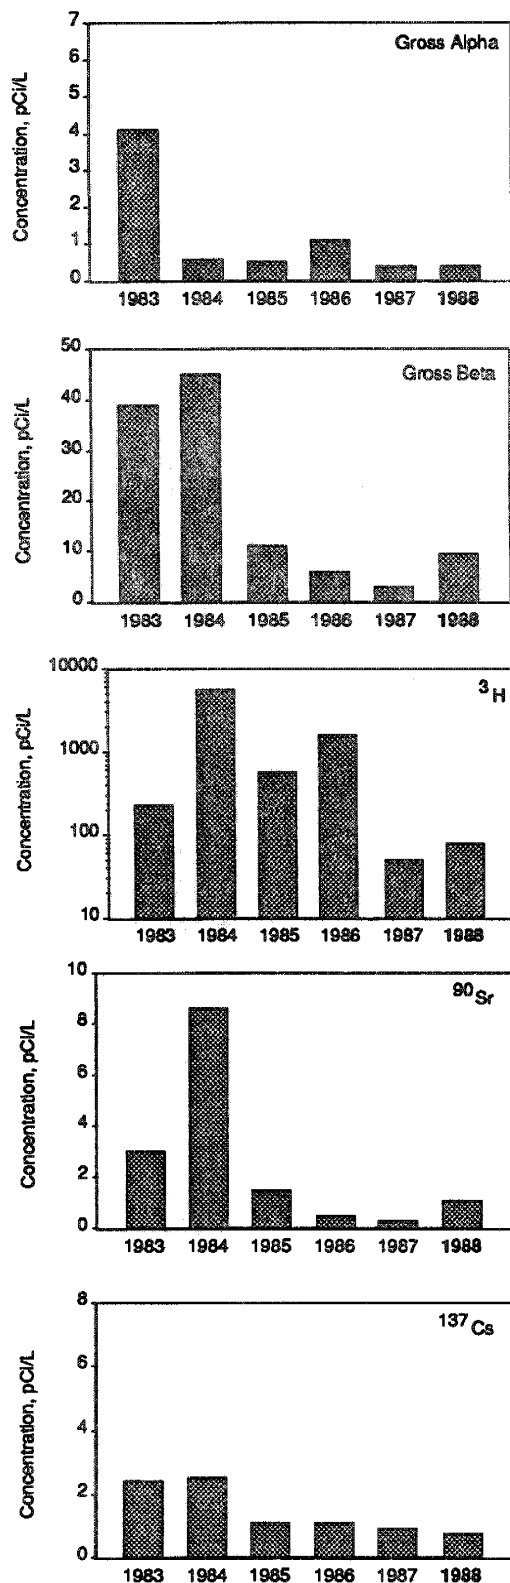 Gross Alpha
Concentration, pCi/L
7
6
5
4
3
2
1
0
1983 1984 1985 1986 1987 1988
Gross Beta
Concentration, pCi/L
50
40
30
20
10
0
1983 1984 1985 1986 1987 1988
³H
Concentration, pCi/L
10000
1000
100
10
1983 1984 1985 1986 1987 1988
⁹⁰Sr
Concentration, pCi/L
10
8
6
4
2
0
1983 1984 1985 1986 1987 1988
¹³⁷Cs
Concentration, pCi/L
8
6
4
2
0
1983 1984 1985 1986 1987 1988